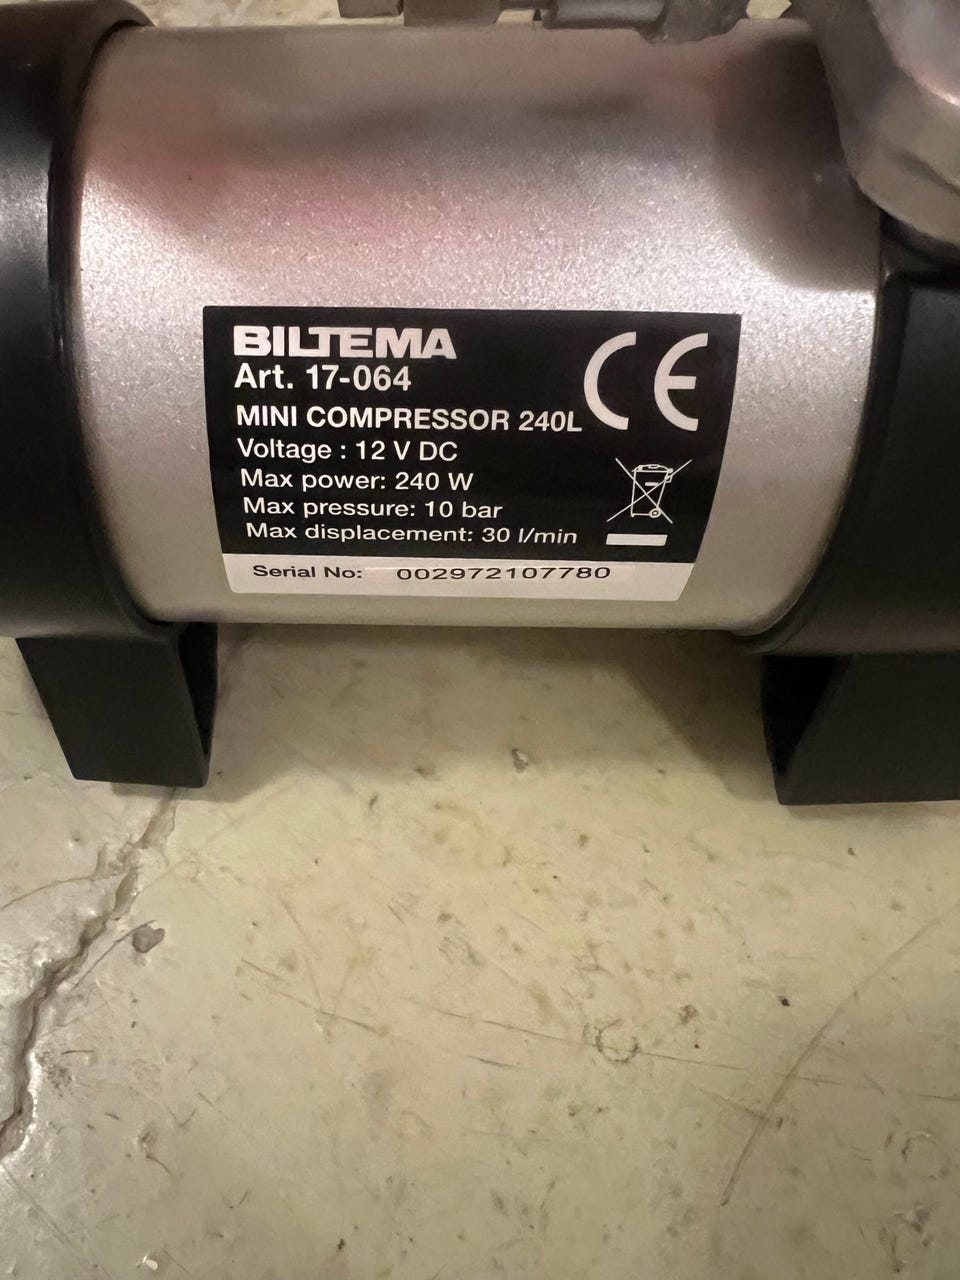 BILTEMA
Art. 17-064
MINI COMPRESSOR 240L
Voltage : 12 V DC
Max power: 240 W
Max pressure: 10 bar
Max displacement: 30 l/min
Serial No: 002972107780
CE